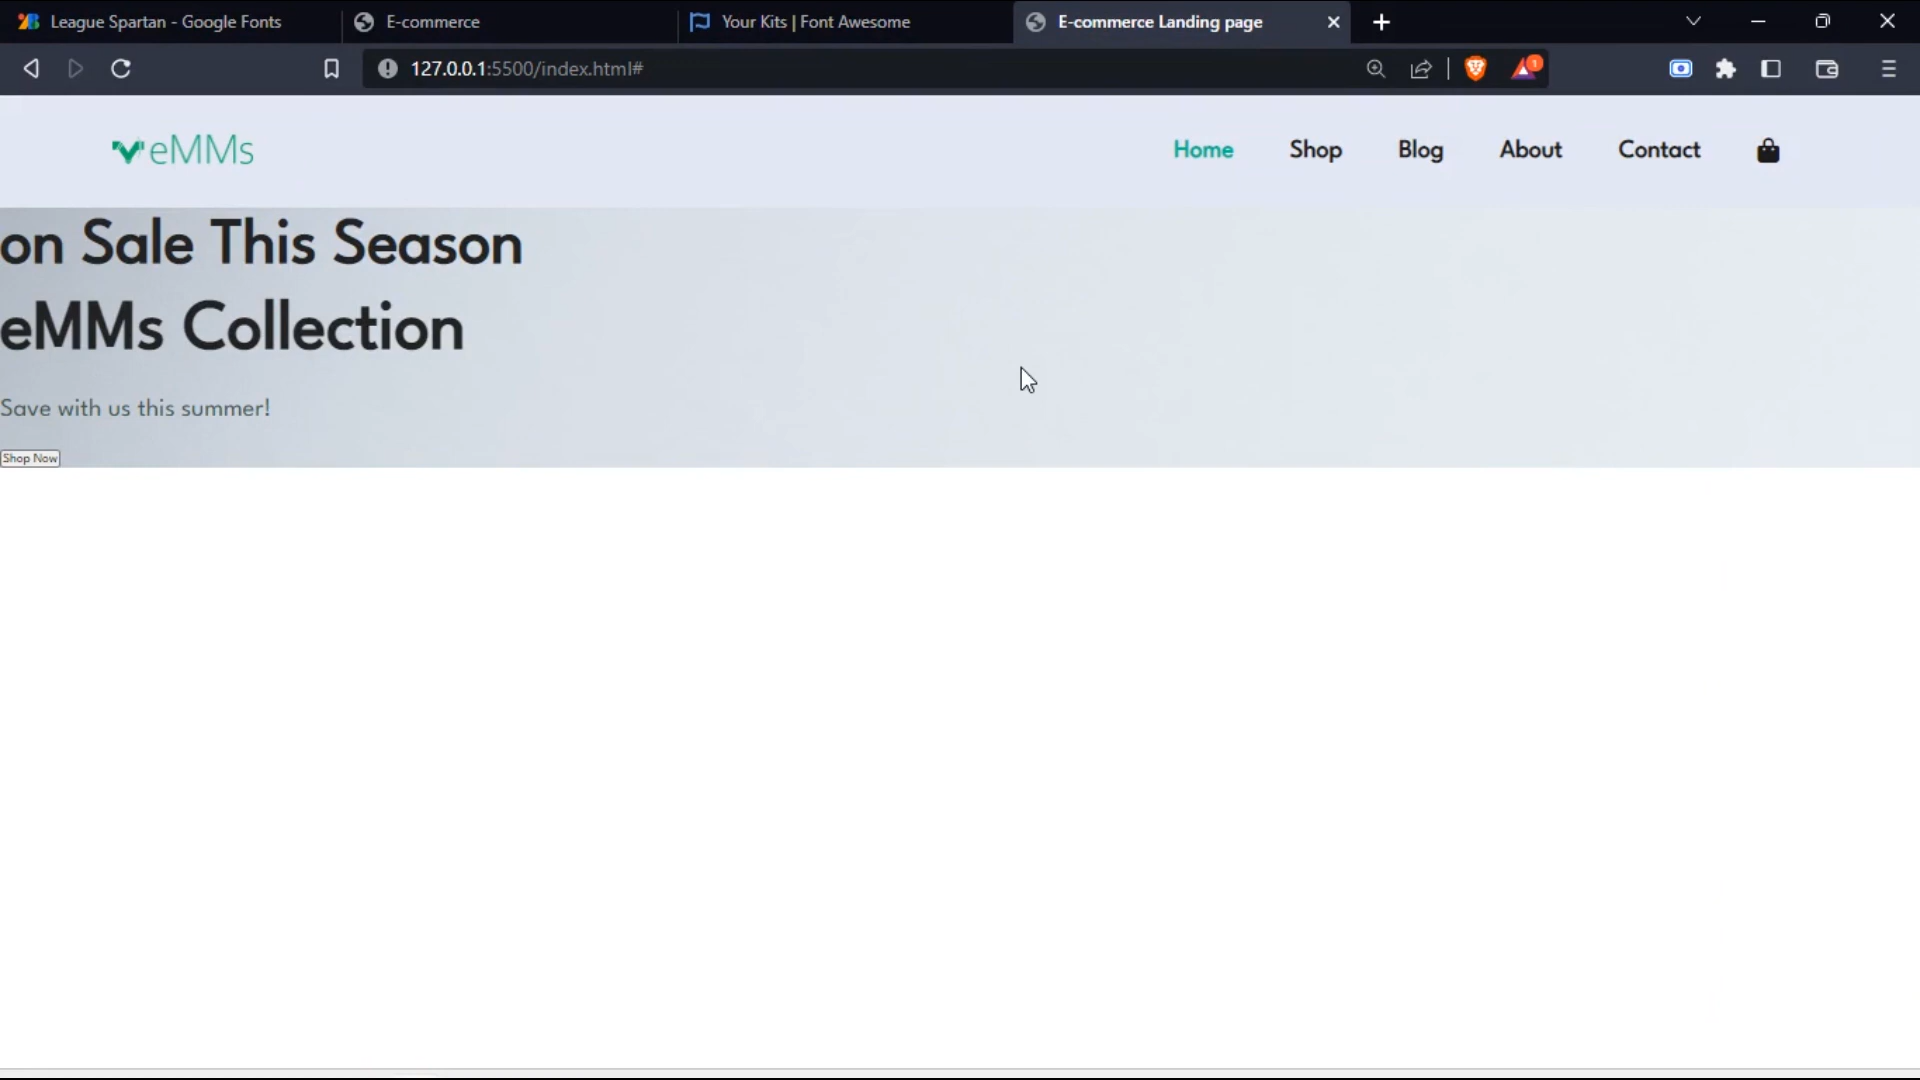 League Spartan - Google Fonts
E-commerce
Your Kits | Font Awesome
E-commerce Landing page
127.0.0.1:5500/index.html#
1
eMMs
Home
Shop
Blog
About
Contact
on Sale This Season
eMMs Collection
Save with us this summer!
Shop Now